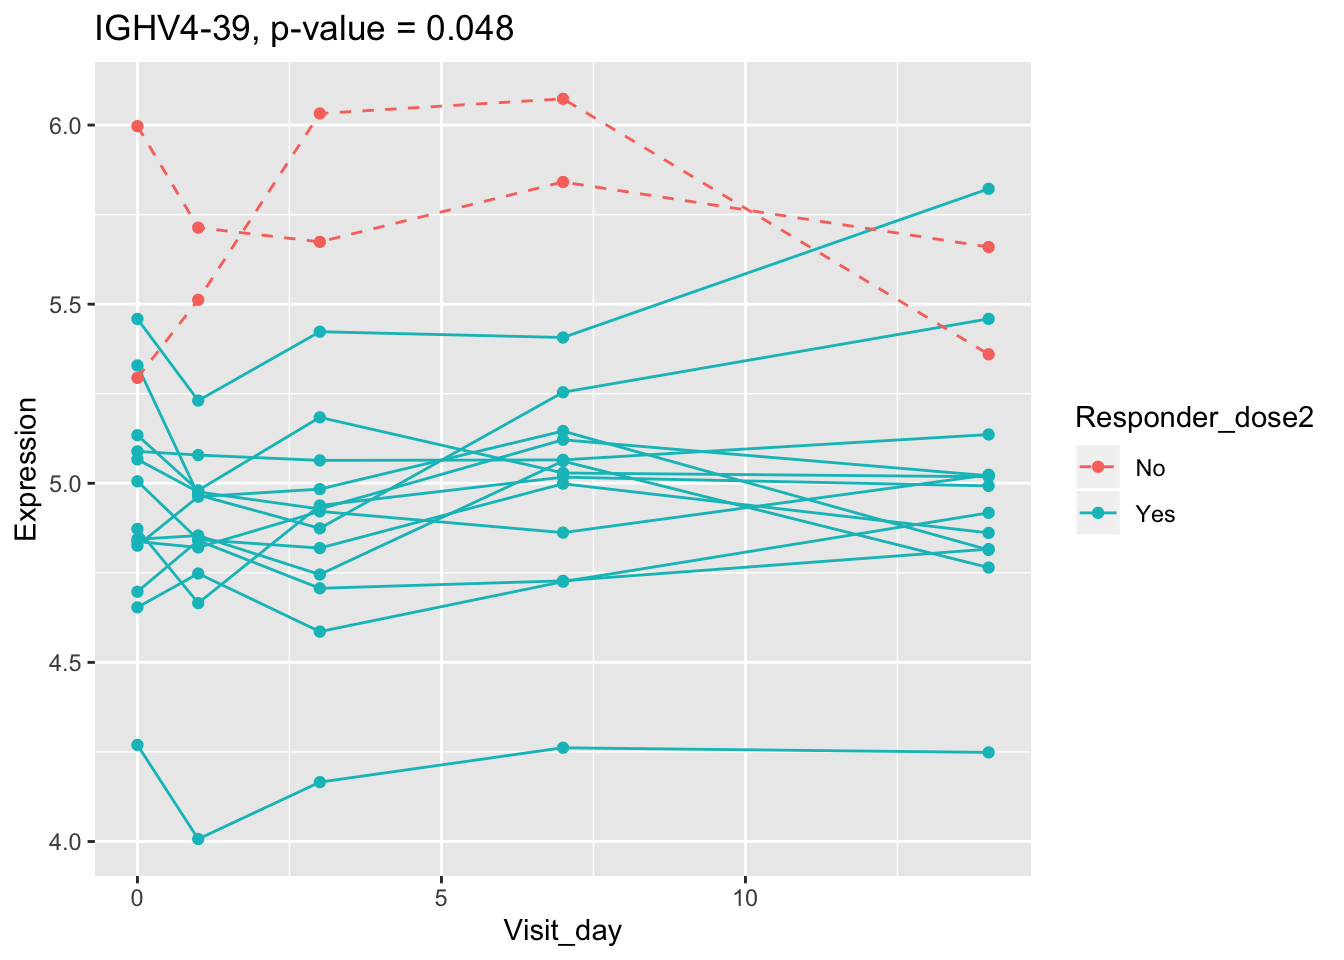 IGHV4-39, p-value = 0.048
6.0
5.5
5.0
4.5
4.0
Expression
0
5
10
Visit_day
Responder_dose2
No
Yes